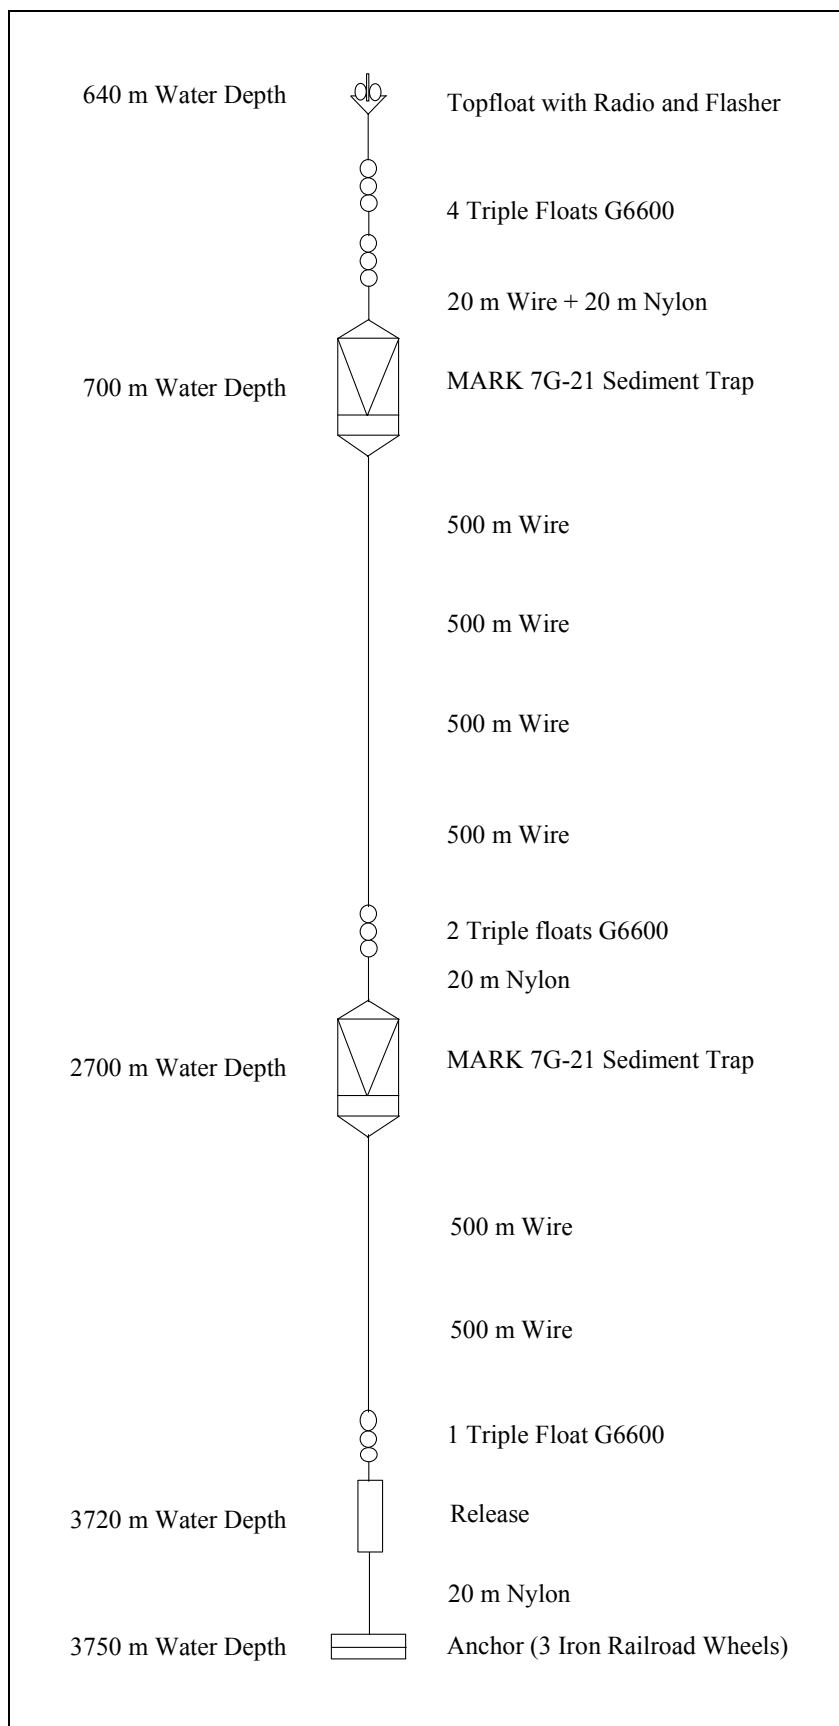 640 m Water Depth
Topfloat with Radio and Flasher
4 Triple Floats G6600
20 m Wire + 20 m Nylon
700 m Water Depth
MARK 7G-21 Sediment Trap
500 m Wire
500 m Wire
500 m Wire
500 m Wire
2 Triple floats G6600
20 m Nylon
2700 m Water Depth
MARK 7G-21 Sediment Trap
500 m Wire
500 m Wire
1 Triple Float G6600
3720 m Water Depth
Release
20 m Nylon
3750 m Water Depth
Anchor (3 Iron Railroad Wheels)